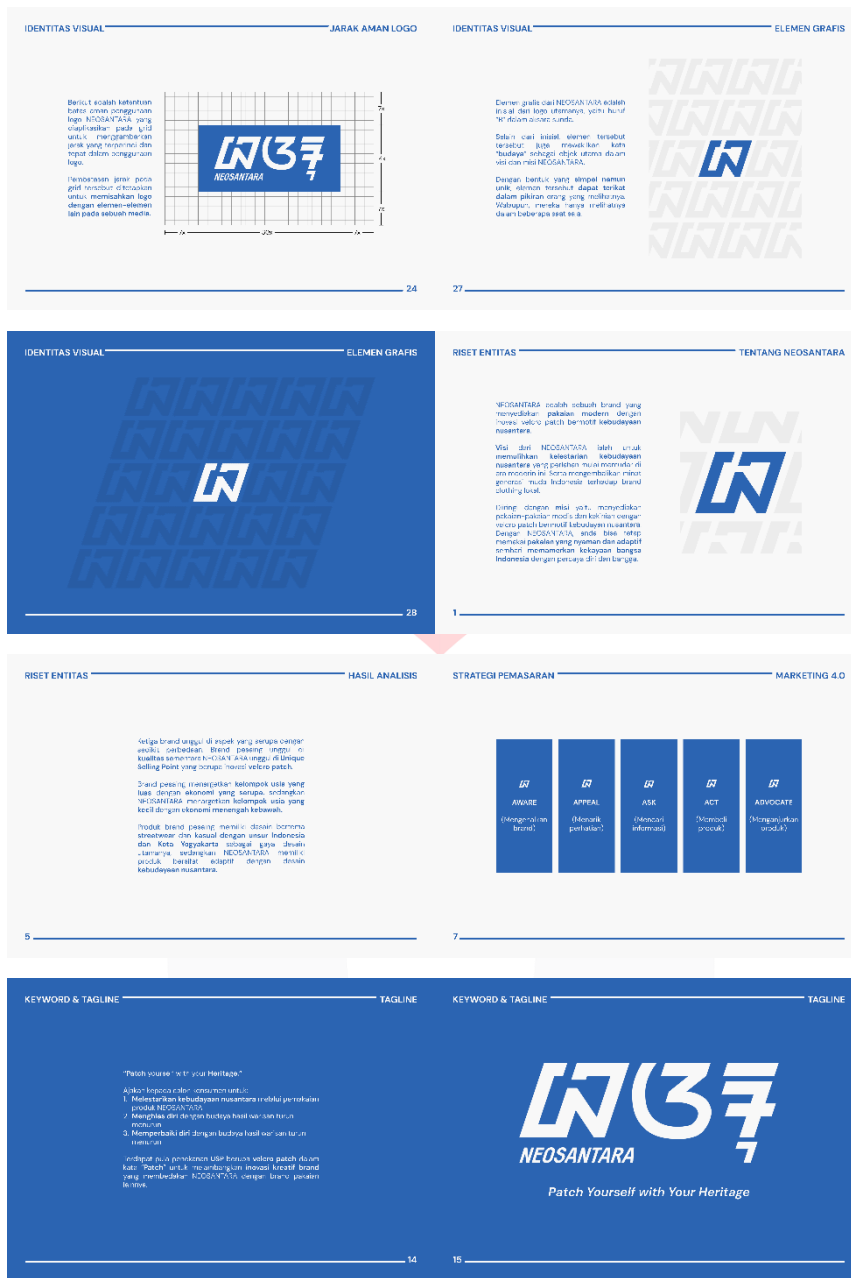 IDENTITAS VISUAL
JARAK AMAN LOGO
Berikut adalah ketentuan
batas aman penggunaan
logo NEOSANTARA yang
diaplikasikan pada grid
untuk menggambarkan
jarak yang terperinci dan
tepat dalam penggunaan
logo.
Pembatasan jarak pada
grid tersebut diterapkan
untuk memisahkan logo
dengan elemen-elemen
lain pada sebuah media.
NEOSANTARA
24
IDENTITAS VISUAL
ELEMEN GRAFIS
Elemen grafis dari NEOSANTARA adalah
inisial dari logo utamanya, yaitu huruf
"B" dalam aksara sunda.
Selain dari inisial, elemen tersebut
tersebut juga mewakilkan kata
"budaya" sebagai objek utama dalam
visi dan misi NEOSANTARA.
Dengan bentuk yang simpel namun
unik, elemen tersebut dapat terikat
dalam pikiran orang yang melihatnya.
Walaupun, mereka hanya melihatnya
dalam beberapa saat saja.
27
IDENTITAS VISUAL
ELEMEN GRAFIS
28
RISET ENTITAS
TENTANG NEOSANTARA
NEOSANTARA adalah sebuah brand yang
menyediakan pakaian modern dengan
inovasi velcro patch bermotif kebudayaan
nusantara.
Visi dari NEOSANTARA ialah untuk
memulihkan kelestarian kebudayaan
nusantara yang perlahan mulai memudar di
era modern ini. Serta mengembalikan minat
generasi muda Indonesia terhadap brand
clothing lokal.
Diiringi dengan misi yaitu menyediakan
pakaian-pakaian modis dan kekinian dengan
velcro patch bermotif kebudayaan nusantara.
Dengan NEOSANTARA, anda bisa tetap
memakai pakaian yang nyaman dan adaptif
sembari memamerkan kekayaan bangsa
Indonesia dengan percaya diri dan bangga.
1
RISET ENTITAS
HASIL ANALISIS
Ketiga brand unggul di aspek yang serupa dengan
sedikit perbedaan. Brand pesaing unggul di
kualitas sementara NEOSANTARA unggul di Unique
Selling Point yang berupa inovasi velcro patch.
Brand pesaing menargetkan kelompok usia yang
luas dengan ekonomi yang serupa, sedangkan
NEOSANTARA menargetkan kelompok usia yang
kecil dengan ekonomi menengah kebawah.
Produk brand pesaing memiliki desain bertema
streetwear dan kasual dengan unsur Indonesia
dan Kota Yogyakarta sebagai gaya desain
utamanya, sedangkan NEOSANTARA memiliki
produk bersifat adaptif dengan desain
kebudayaan nusantara.
5
STRATEGI PEMASARAN
MARKETING 4.0
AWARE
(Mengenalkan
brand)
APPEAL
(Menarik
perhatian)
ASK
(Mencari
informasi)
ACT
(Membeli
produk)
ADVOCATE
(Menganjurkan
produk)
7
KEYWORD & TAGLINE
TAGLINE
"Patch yourself with your Heritage."
Ajakan kepada calon konsumen untuk:
1. Melestarikan kebudayaan nusantara melalui pemakaian
produk NEOSANTARA
2. Menghias diri dengan budaya hasil warisan turun
menurun
3. Memperbaiki diri dengan budaya hasil warisan turun
menurun
Terdapat pula penekanan USP berupa velcro patch dalam
kata "Patch" untuk melambangkan inovasi kreatif brand
yang membedakan NEOSANTARA dengan brand pakaian
lainnya.
14
KEYWORD & TAGLINE
TAGLINE
NEOSANTARA
Patch Yourself with Your Heritage
15